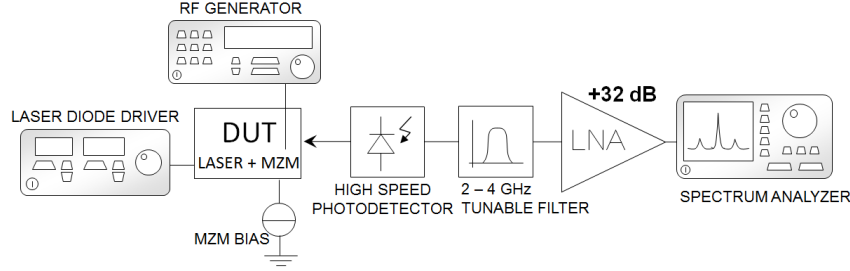 RF GENERATOR
LASER DIODE DRIVER
DUT
LASER + MZM
MZM BIAS
HIGH SPEED
PHOTODETECTOR
2 – 4 GHz
TUNABLE FILTER
+32 dB
LNA
SPECTRUM ANALYZER